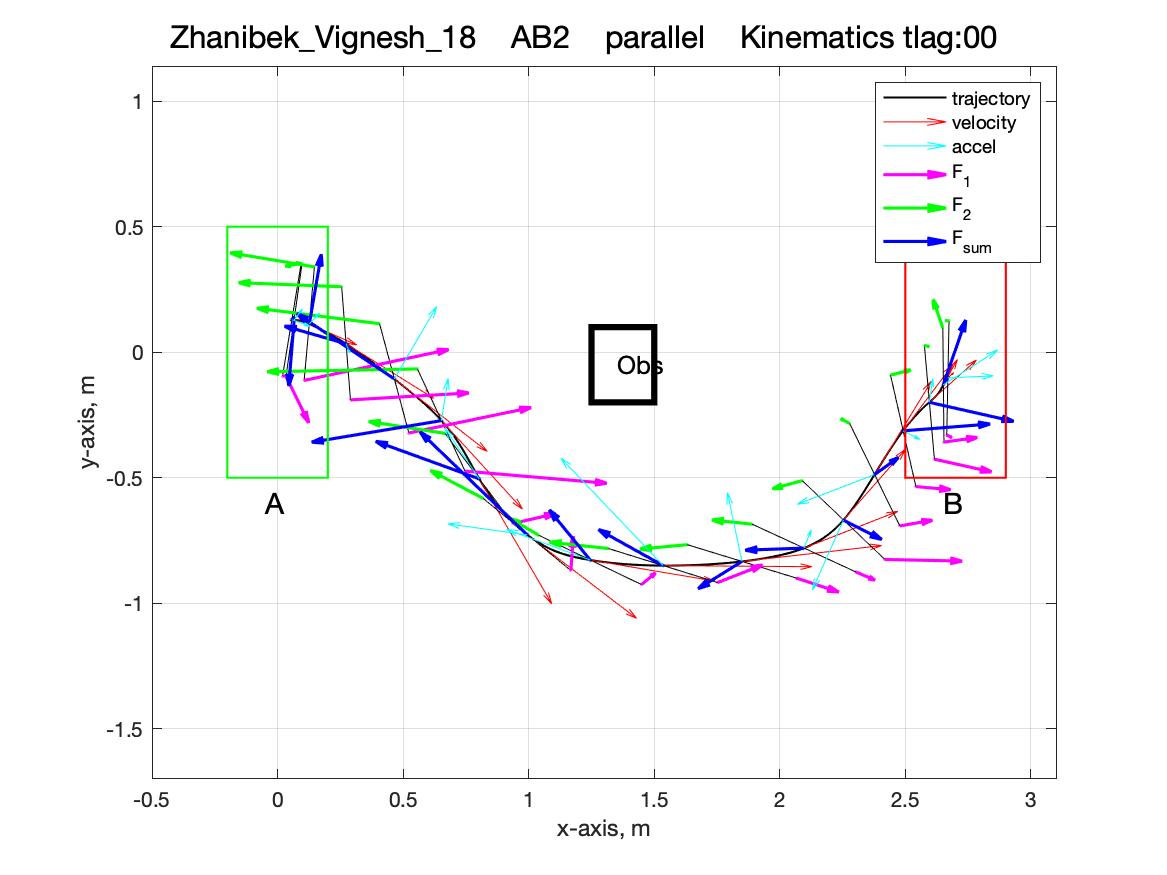 Zhanibek_Vignesh_18 AB2 parallel Kinematics tlag:00
trajectory
velocity
accel
F1
F2
Fsum
1
0.5
0
-0.5
-1
-1.5
y-axis, m
A
Obs
B
-0.5 0 0.5 1 1.5 2 2.5 3
x-axis, m